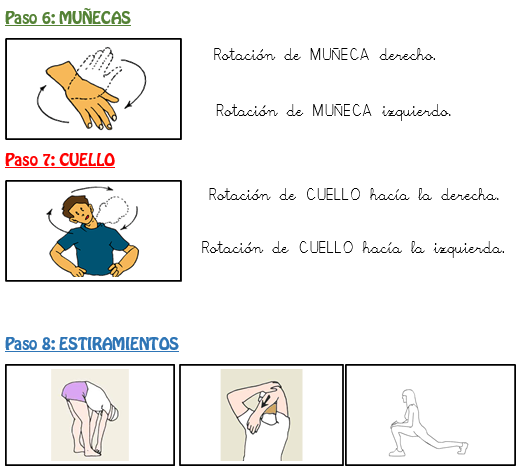 Paso 6: MUÑECAS
Rotación de MUÑECA derecho.
Rotación de MUÑECA izquierdo.
Paso 7: CUELLO
Rotación de CUELLO hacía la derecha.
Rotación de CUELLO hacía la izquierda.
Paso 8: ESTIRAMIENTOS